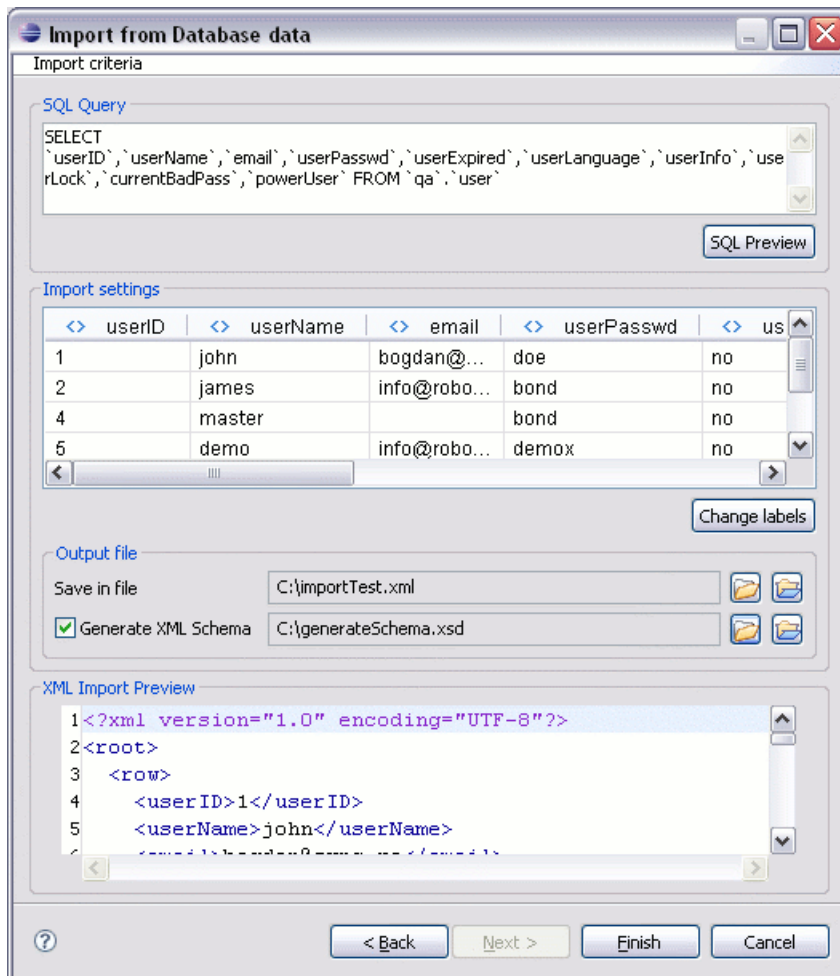 Import from Database data
Import criteria
SQL Query
SELECT
`userID`,`userName`,`email`,`userPasswd`,`userExpired`,`userLanguage`,`userInfo`,`use
rLock`,`currentBadPass`,`powerUser` FROM `qa`.`user`
SQL Preview
Import settings
<> userID <> userName <> email <> userPasswd <> us
1 john bogdan@... doe no
2 james info@robo... bond no
4 master bond no
5 demo info@robo... demox no
Change labels
Output file
Save in file C:\importTest.xml
Generate XML Schema C:\generateSchema.xsd
XML Import Preview
1<?xml version="1.0" encoding="UTF-8"?>
2<root>
3 <row>
4 <userID>1</userID>
5 <userName>john</userName>
? < Back Next > Finish Cancel